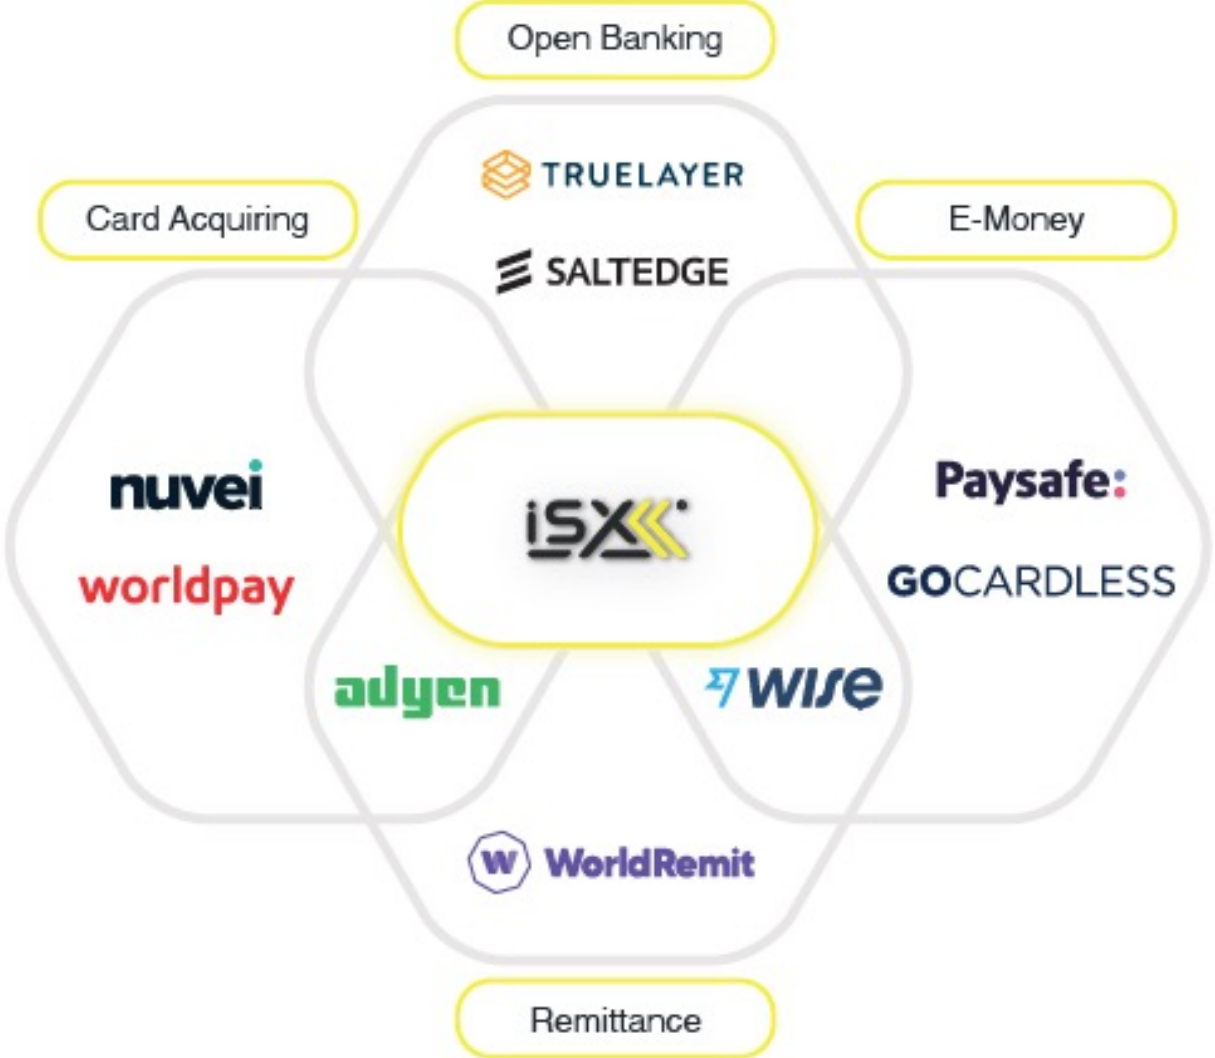 Open Banking
TRUELAYER
Card Acquiring
E-Money
SALTEDGE
nuvei
Paysafe:
isx
worldpay
GOCARDLESS
adyen
WISE
W WorldRemit
Remittance